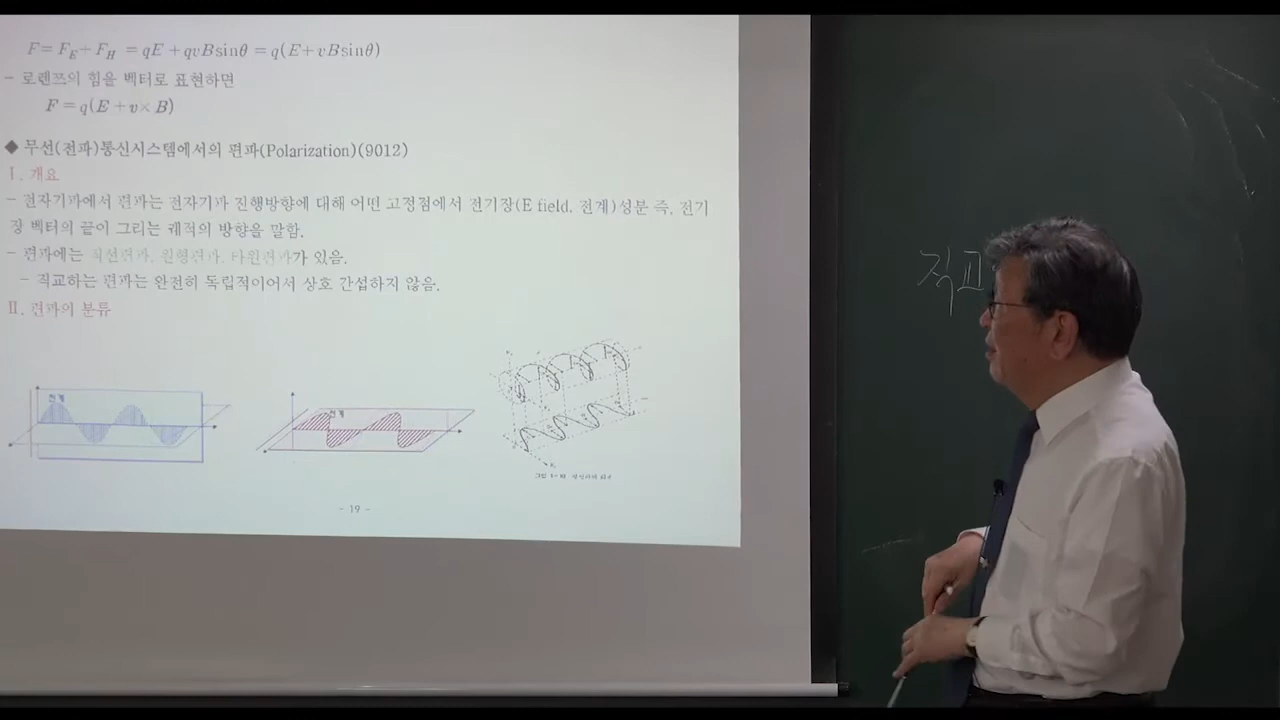 F = F_E + F_H = qE + qvBsinθ = q(E + vBsinθ)
- 로렌쯔의 힘을 벡터로 표현하면
F = q(E + v × B)
◆ 무선(전파)통신시스템에서의 편파(Polarization)(9012)
Ⅰ. 개요
- 전자기파에서 편파는 전자기파 진행방향에 대해 어떤 고정점에서 전기장(E field, 전계)성분 즉, 전기
장 벡터의 끝이 그리는 궤적의 방향을 말함.
- 편파에는 직선편파, 원형편파, 타원편파가 있음.
- 직교하는 편파는 완전히 독립적이어서 상호 간섭하지 않음.
Ⅱ. 편파의 분류
전계
전계
- 19 -
직교